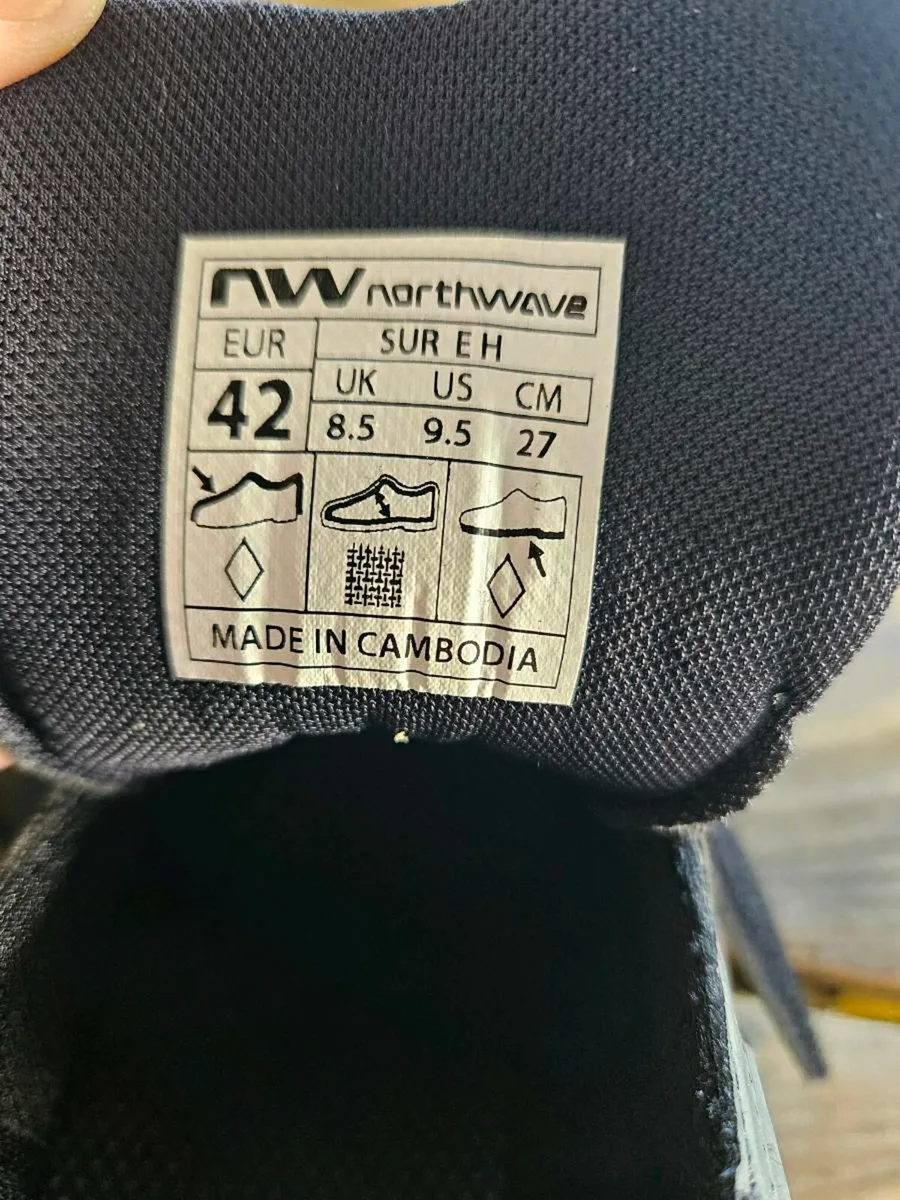 NW northwave
EUR SUR E H
UK US CM
42 8.5 9.5 27
MADE IN CAMBODIA